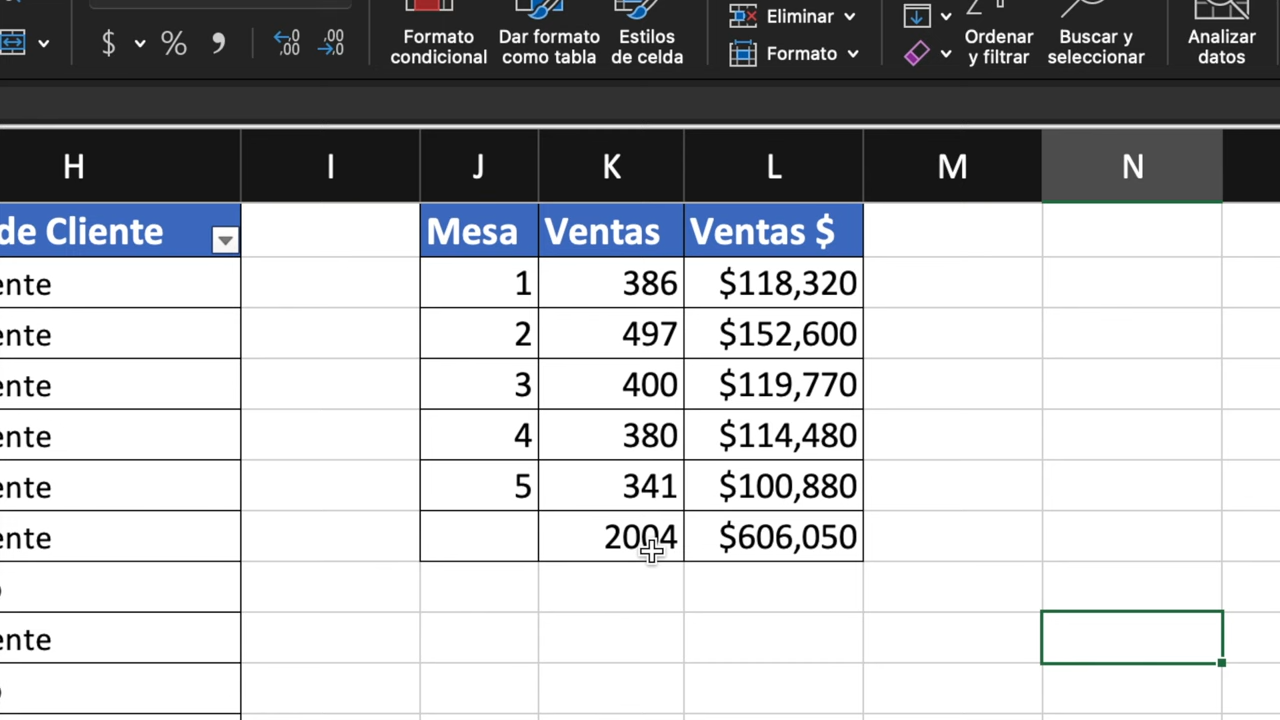 Eliminar
$ % ,
,00
,00
Formato condicional
Dar formato como tabla
Estilos de celda
Formato
Ordenar y filtrar
Buscar y seleccionar
Analizar datos
H I J K L M N
de Cliente Mesa Ventas Ventas $
ente 1 386 $118,320
ente 2 497 $152,600
ente 3 400 $119,770
ente 4 380 $114,480
ente 5 341 $100,880
ente 2004 $606,050
ente